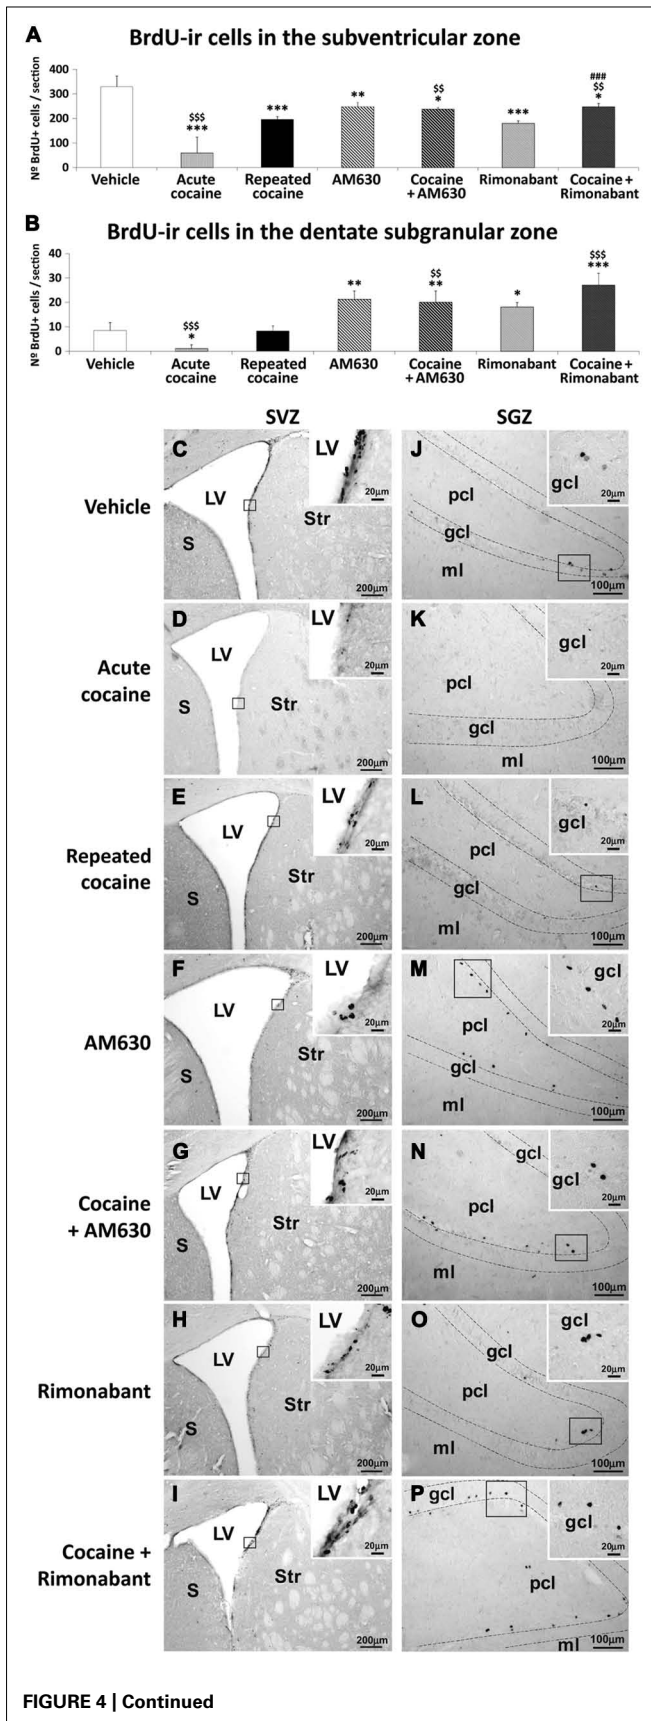 A BrdU-ir cells in the subventricular zone
Nº BrdU+ cells / section
400
300
200
100
0
$$$
***
***
**
$$
*
***
###
$$
*
Vehicle
Acute
cocaine
Repeated
cocaine
AM630
Cocaine
+ AM630
Rimonabant
Cocaine +
Rimonabant
B BrdU-ir cells in the dentate subgranular zone
Nº BrdU+ cells / section
40
30
20
10
0
$$$
*
**
$$
**
*
$$$
***
Vehicle
Acute
cocaine
Repeated
cocaine
AM630
Cocaine
+ AM630
Rimonabant
Cocaine +
Rimonabant
SVZ
SGZ
Vehicle
C
LV
LV
S
Str
20µm
200µm
J
pcl
gcl
ml
gcl
20µm
100µm
Acute
cocaine
D
LV
LV
S
Str
20µm
200µm
K
pcl
gcl
ml
gcl
20µm
100µm
Repeated
cocaine
E
LV
LV
S
Str
20µm
200µm
L
pcl
gcl
ml
gcl
20µm
100µm
AM630
F
LV
LV
S
Str
20µm
200µm
M
pcl
gcl
ml
gcl
20µm
100µm
Cocaine
+ AM630
G
LV
LV
S
Str
20µm
200µm
N
gcl
pcl
ml
gcl
20µm
100µm
Rimonabant
H
LV
LV
S
Str
20µm
200µm
O
gcl
pcl
ml
gcl
20µm
100µm
Cocaine +
Rimonabant
I
LV
LV
S
Str
20µm
200µm
P
gcl
pcl
ml
gcl
20µm
100µm
FIGURE 4 | Continued